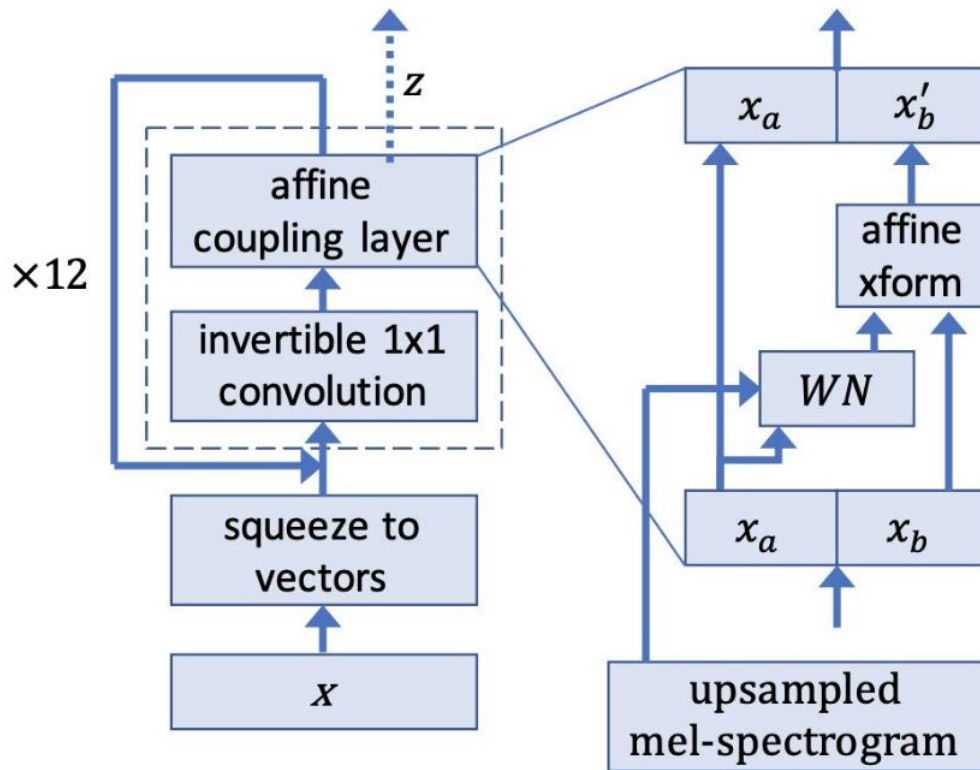 z
affine
coupling layer
×12
invertible 1x1
convolution
squeeze to
vectors
x
x_a
x'_b
affine
xform
WN
x_a
x_b
upsampled
mel-spectrogram